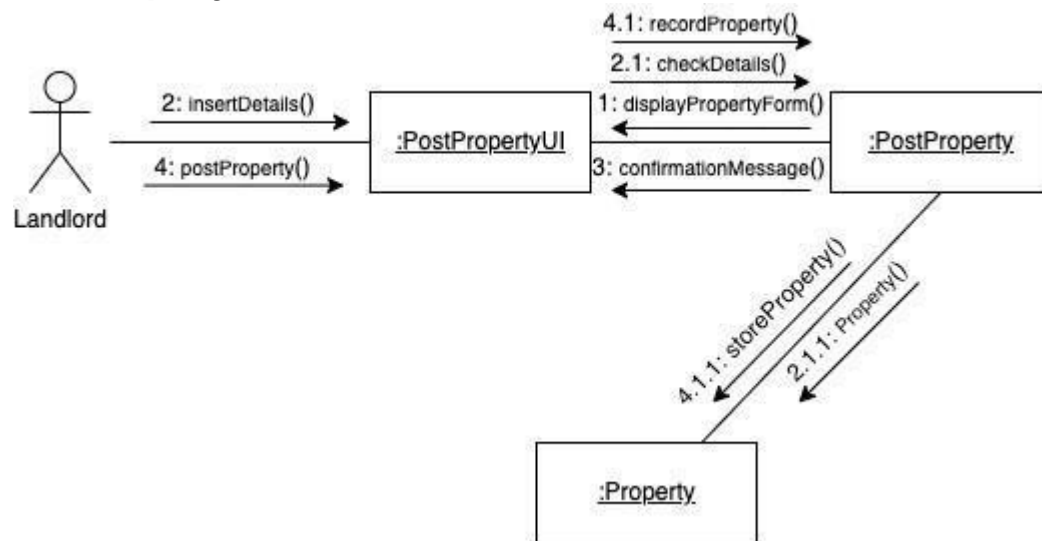 4.1: recordProperty()
2.1: checkDetails()
2: insertDetails()
1: displayPropertyForm()
:PostPropertyUI
:PostProperty
4: postProperty()
3: confirmationMessage()
Landlord
4.1.1: storeProperty()
2.1.1: Property()
:Property